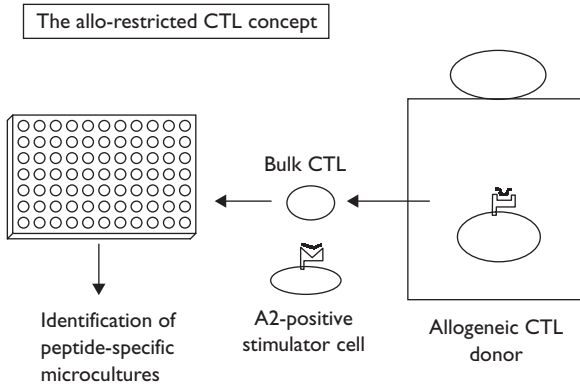 The allo-restricted CTL concept
Bulk CTL
Identification of
peptide-specific
microcultures
A2-positive
stimulator cell
Allogeneic CTL
donor